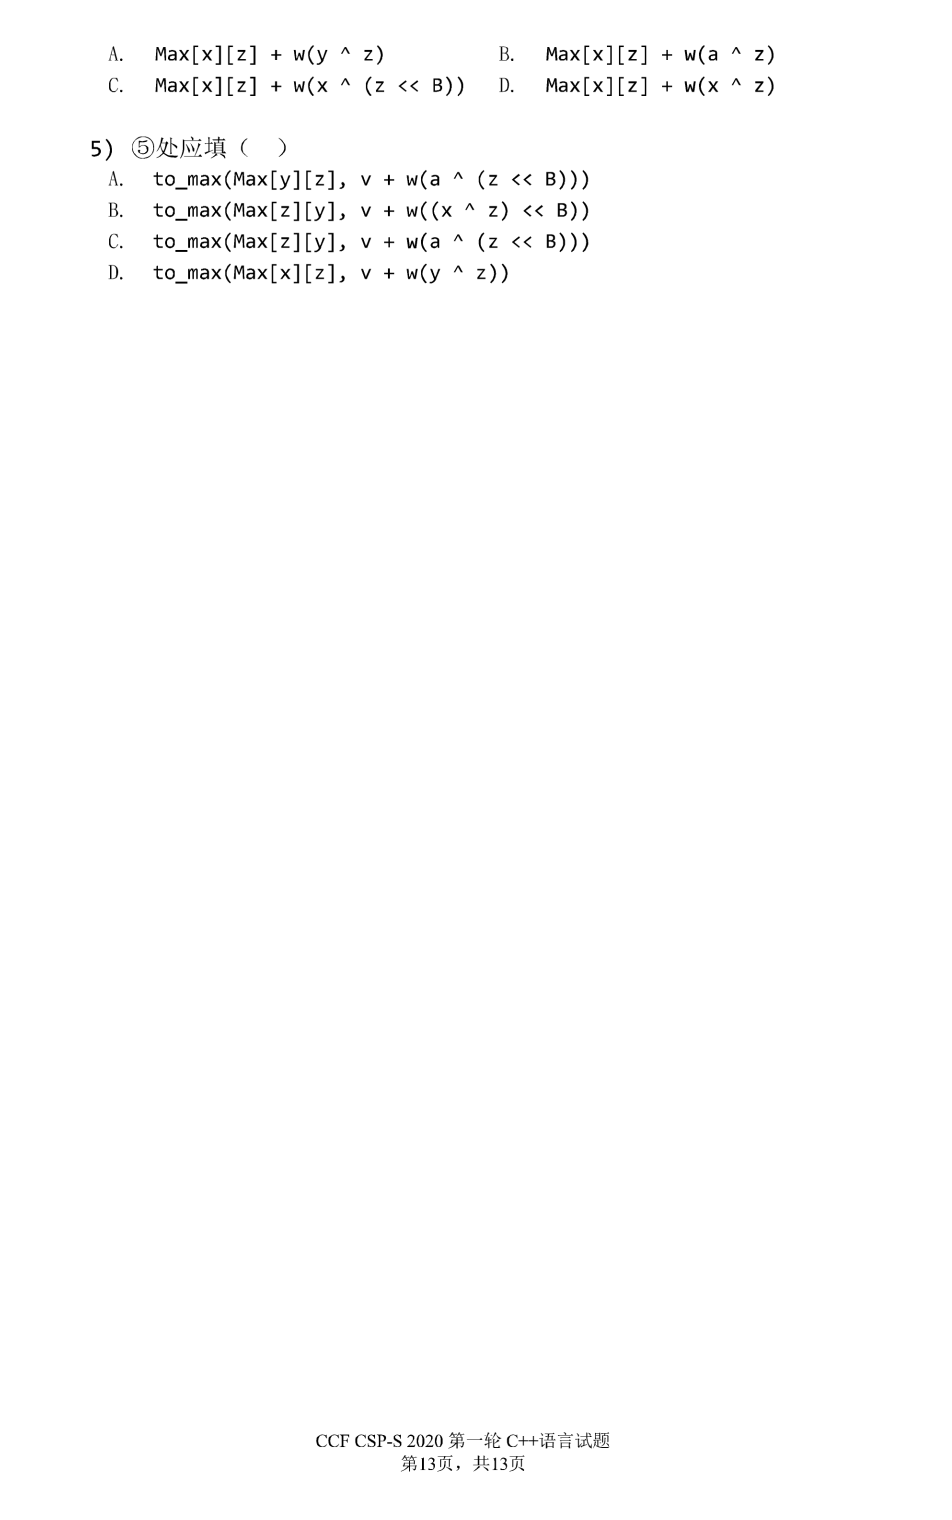 A. Max[x][z] + w(y ^ z) B. Max[x][z] + w(a ^ z)
C. Max[x][z] + w(x ^ (z << B)) D. Max[x][z] + w(x ^ z)
5) ⑤处应填（ ）
A. to_max(Max[y][z], v + w(a ^ (z << B)))
B. to_max(Max[z][y], v + w((x ^ z) << B))
C. to_max(Max[z][y], v + w(a ^ (z << B)))
D. to_max(Max[x][z], v + w(y ^ z))
CCF CSP-S 2020 第一轮 C++语言试题
第13页，共13页